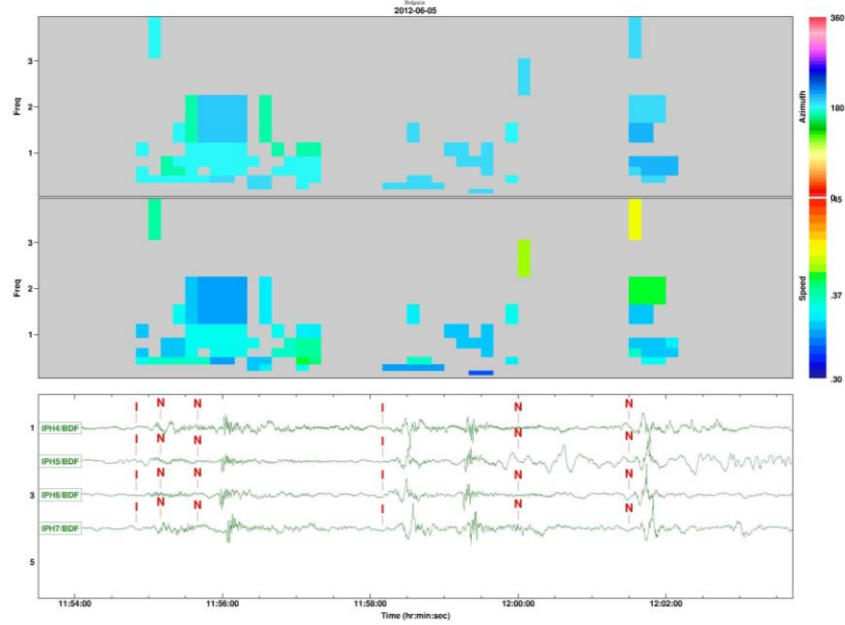 2012-06-05
3
Freq
2
1
360
Azimuth
180
0
.45
3
Freq
2
1
Speed
.37
.30
I N N I N N
1 IPH4/BDF
I N N I N N
IPH5/BDF
I N N I N N
3 IPH6/BDF
I N N I N N
IPH7/BDF
5
11:54:00 11:56:00 11:58:00 12:00:00 12:02:00
Time (hr:min:sec)